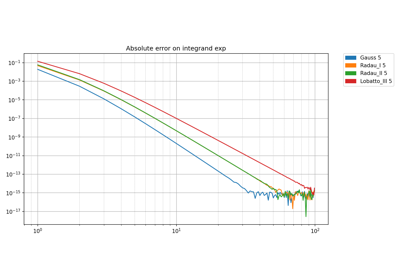 Absolute error on integrand exp
Gauss 5
Radau_I 5
Radau_II 5
Lobatto_III 5
10⁻¹
10⁻³
10⁻⁵
10⁻⁷
10⁻⁹
10⁻¹¹
10⁻¹³
10⁻¹⁵
10⁻¹⁷
10⁰
10¹
10²